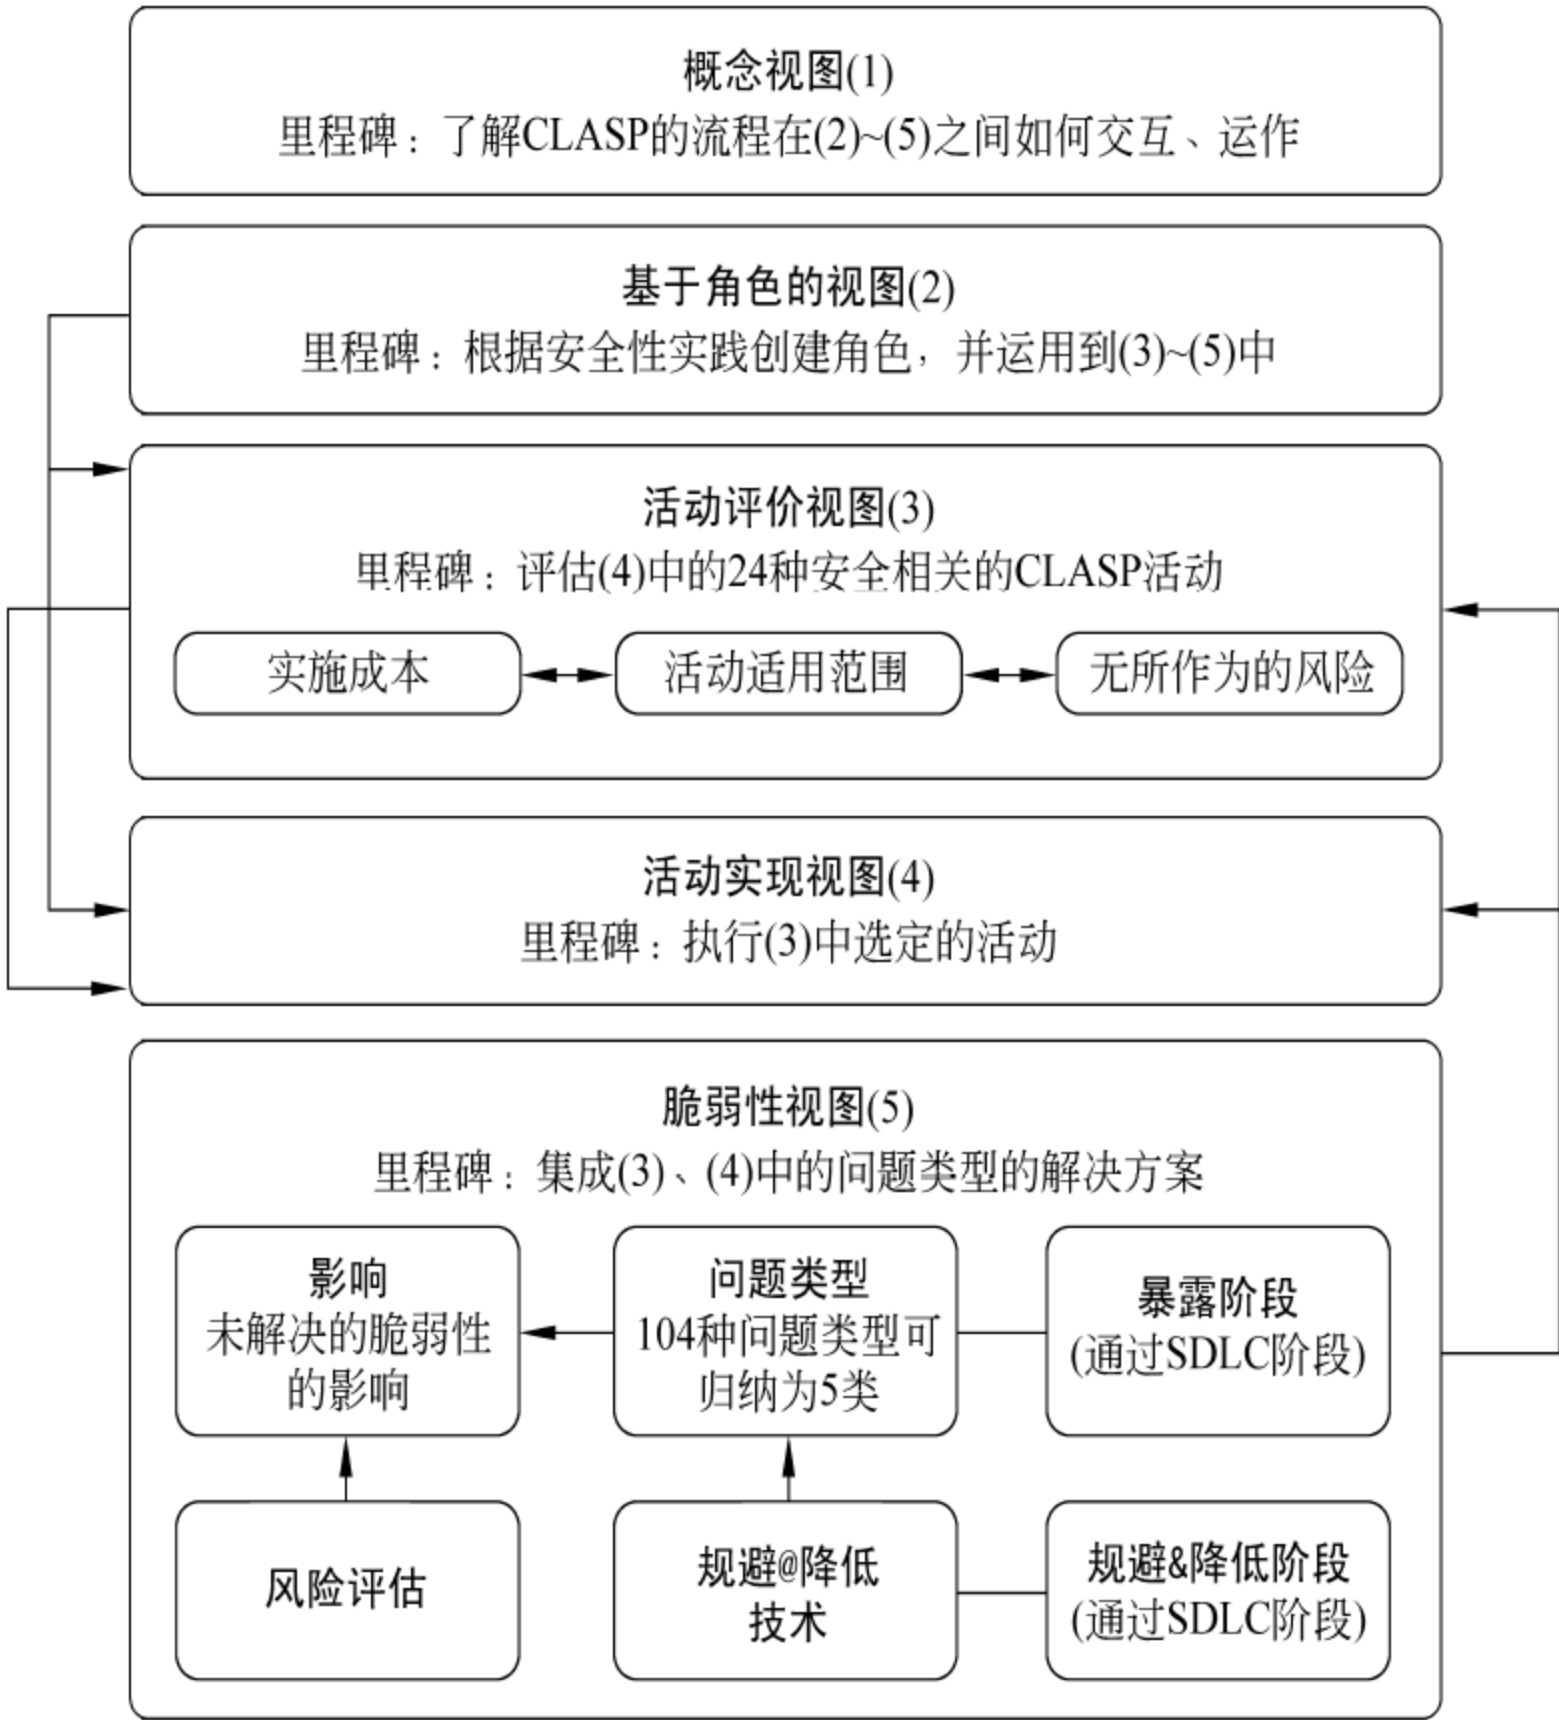 概念视图(1)
里程碑：了解CLASP的流程在(2)~(5)之间如何交互、运作
基于角色的视图(2)
里程碑：根据安全性实践创建角色，并运用到(3)~(5)中
活动评价视图(3)
里程碑：评估(4)中的24种安全相关的CLASP活动
实施成本
活动适用范围
无所作为的风险
活动实现视图(4)
里程碑：执行(3)中选定的活动
脆弱性视图(5)
里程碑：集成(3)、(4)中的问题类型的解决方案
影响
未解决的脆弱性
的影响
问题类型
104种问题类型可
归纳为5类
暴露阶段
(通过SDLC阶段)
风险评估
规避@降低
技术
规避&降低阶段
(通过SDLC阶段)